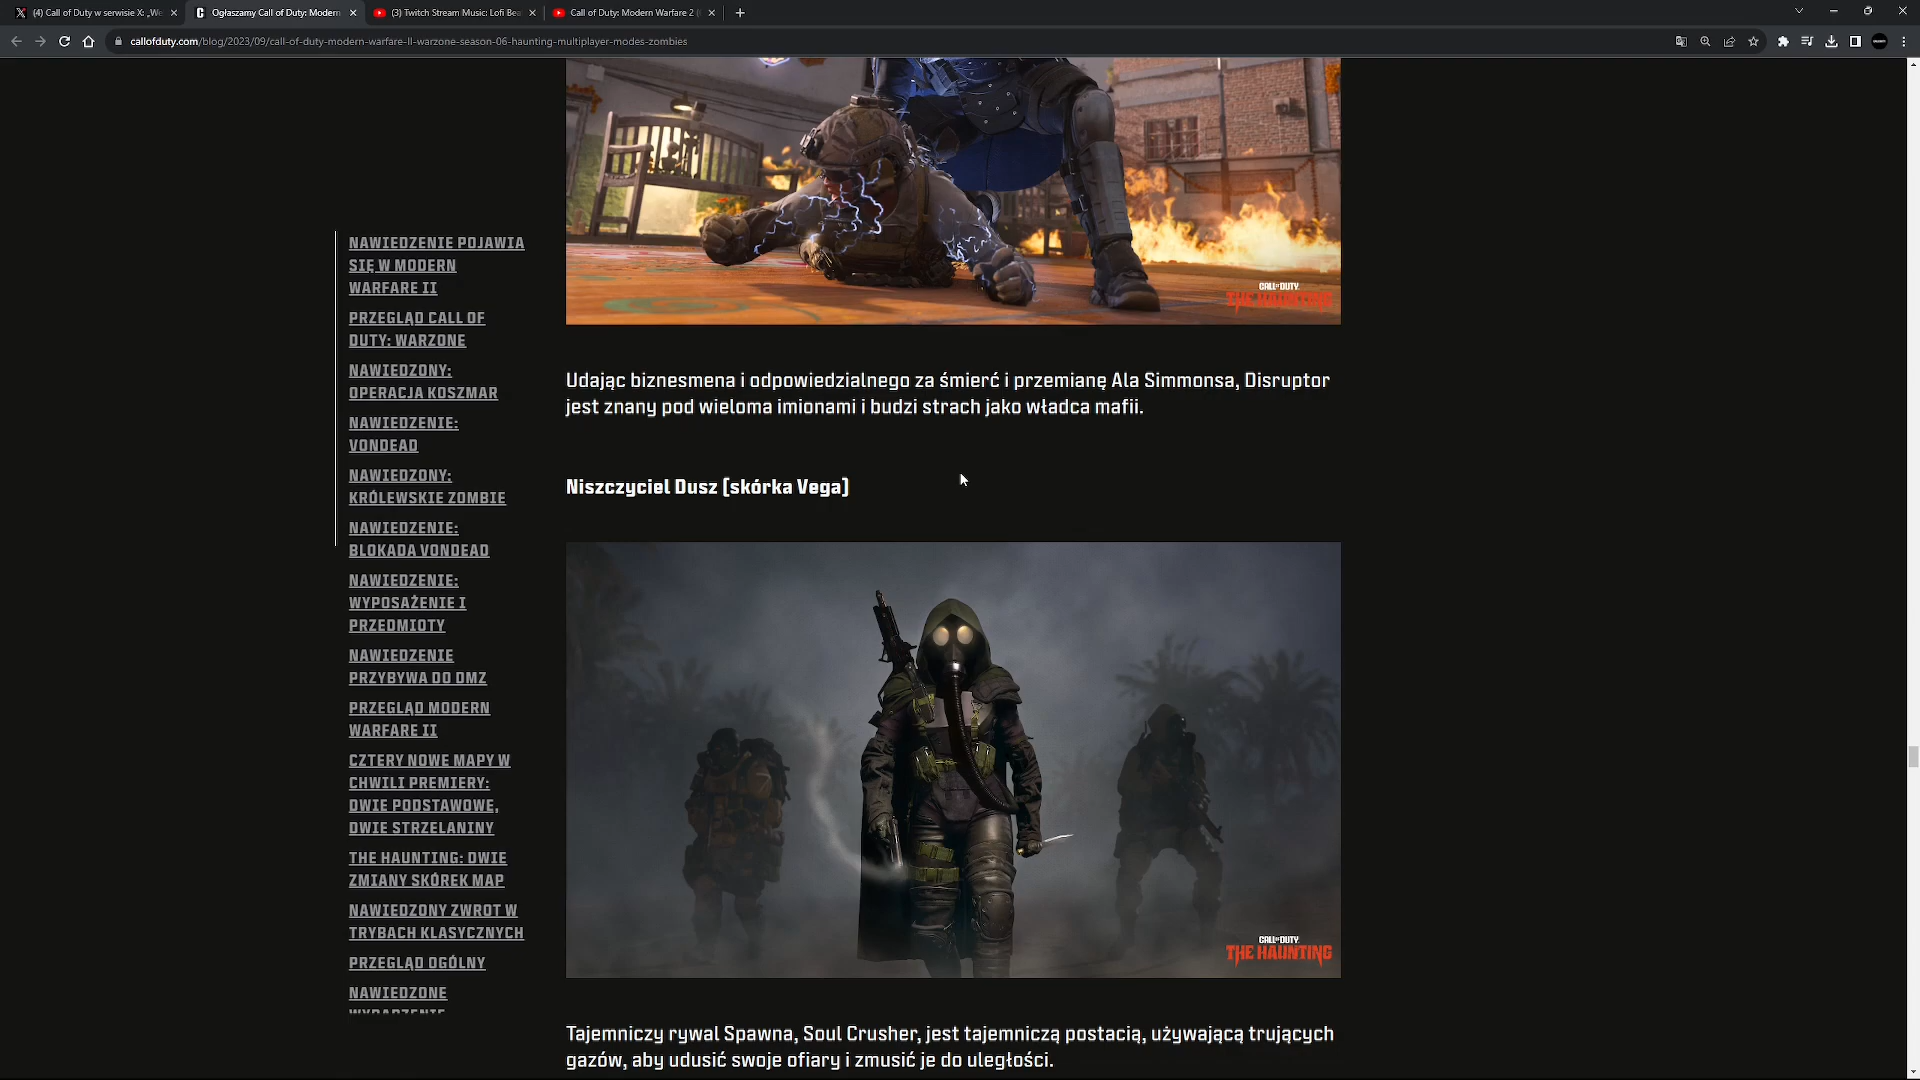 (4) Call of Duty w serwisie X: „We
Ogłaszamy Call of Duty: Modern
(3) Twitch Stream Music: Lofi Bea
Call of Duty: Modern Warfare 2 (
callofduty.com/blog/2023/09/call-of-duty-modern-warfare-II-warzone-season-06-haunting-multiplayer-modes-zombies
CALL OF DUTY
THE HAUNTING
NAWIEDZENIE POJAWIA
SIĘ W MODERN
WARFARE II
PRZEGLĄD CALL OF
DUTY: WARZONE
NAWIEDZONY:
OPERACJA KOSZMAR
NAWIEDZENIE:
VONDEAD
NAWIEDZONY:
KRÓLEWSKIE ZOMBIE
NAWIEDZENIE:
BLOKADA VONDEAD
NAWIEDZENIE:
WYPOSAŻENIE I
PRZEDMIOTY
NAWIEDZENIE
PRZYBYWA DO DMZ
PRZEGLĄD MODERN
WARFARE II
CZTERY NOWE MAPY W
CHWILI PREMIERY:
DWIE PODSTAWOWE,
DWIE STRZELANINY
THE HAUNTING: DWIE
ZMIANY SKÓREK MAP
NAWIEDZONY ZWROT W
TRYBACH KLASYCZNYCH
PRZEGLĄD OGÓLNY
NAWIEDZONE
WYDARZENIE
Udając biznesmena i odpowiedzialnego za śmierć i przemianę Ala Simmonsa, Disruptor
jest znany pod wieloma imionami i budzi strach jako władca mafii.
Niszczyciel Dusz (skórka Vega)
CALL OF DUTY
THE HAUNTING
Tajemniczy rywal Spawna, Soul Crusher, jest tajemniczą postacią, używającą trujących
gazów, aby udusić swoje ofiary i zmusić je do uległości.